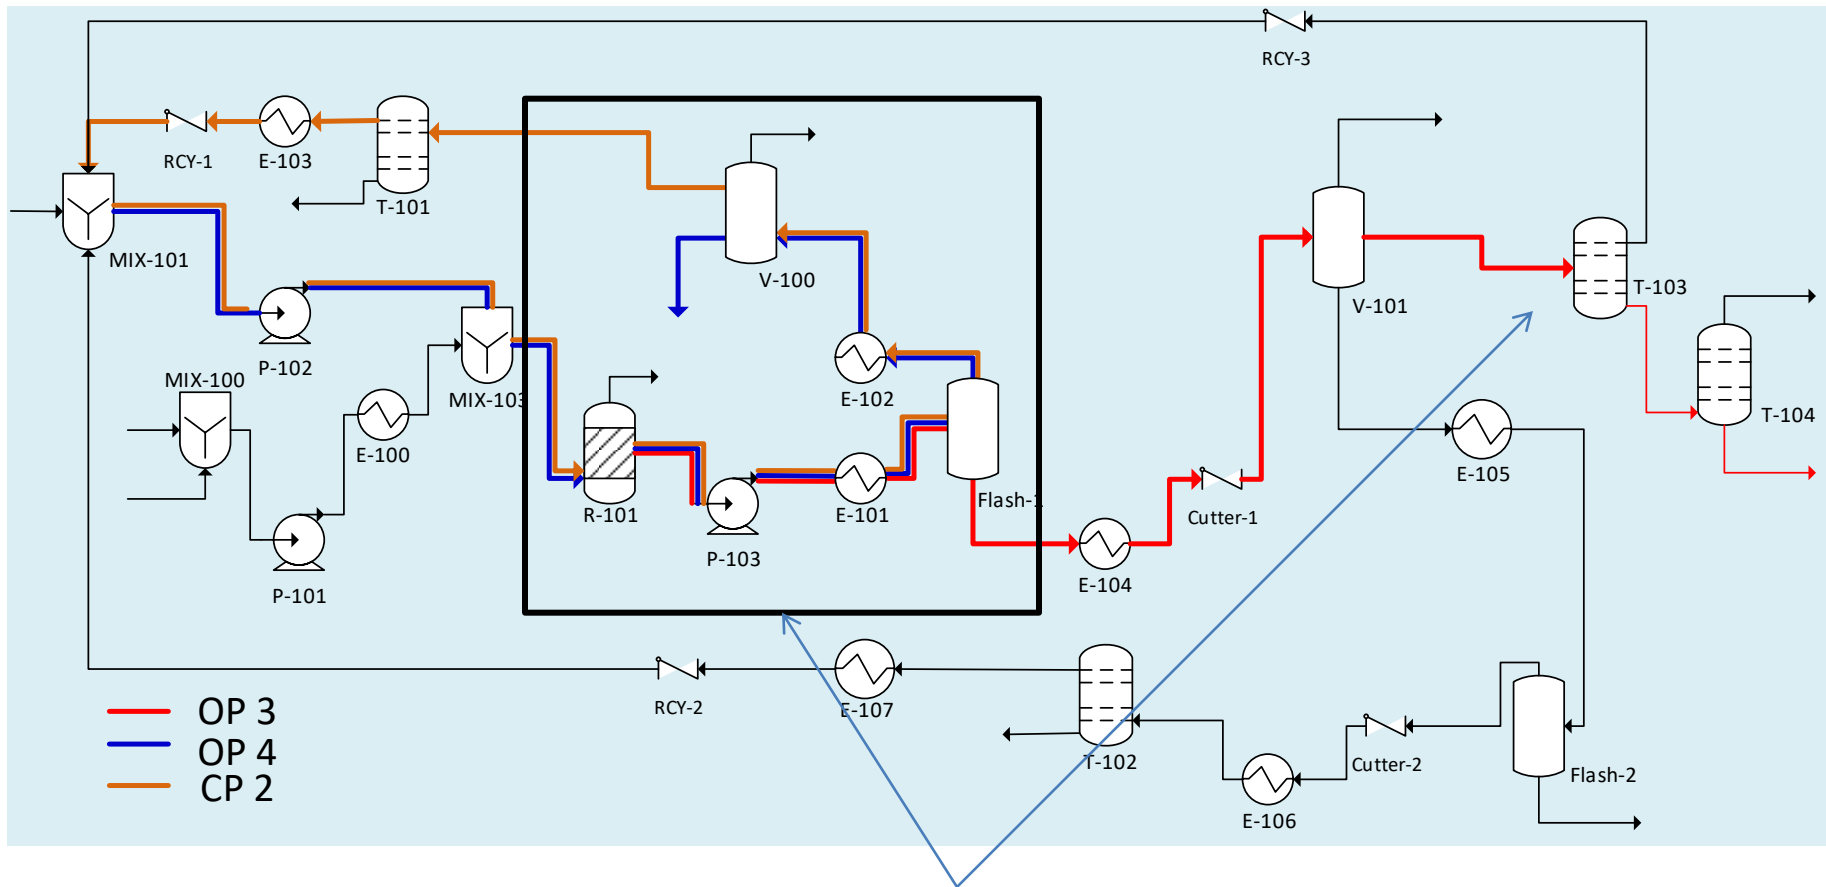 RCY-3
RCY-1
E-103
T-101
MIX-101
V-100
T-103
V-101
P-102
MIX-100
MIX-103
E-102
T-104
E-100
E-105
R-101
E-101
Flash-1
Cutter-1
P-103
E-104
P-101
RCY-2
E-107
OP 3
OP 4
CP 2
T-102
Cutter-2
Flash-2
E-106